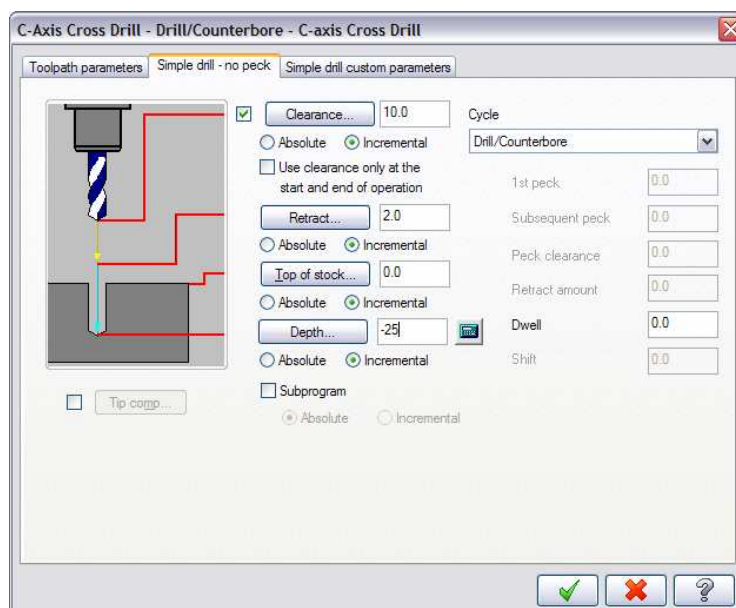 C-Axis Cross Drill - Drill/Counterbore - C-axis Cross Drill
Toolpath parameters Simple drill - no peck Simple drill custom parameters
Clearance... 10.0
Absolute Incremental
Use clearance only at the
start and end of operation
Retract... 2.0
Absolute Incremental
Top of stock... 0.0
Absolute Incremental
Depth... -25
Absolute Incremental
Subprogram
Absolute Incremental
Tip comp...
Cycle
Drill/Counterbore
1st peck 0.0
Subsequent peck 0.0
Peck clearance 0.0
Retract amount 0.0
Dwell 0.0
Shift 0.0